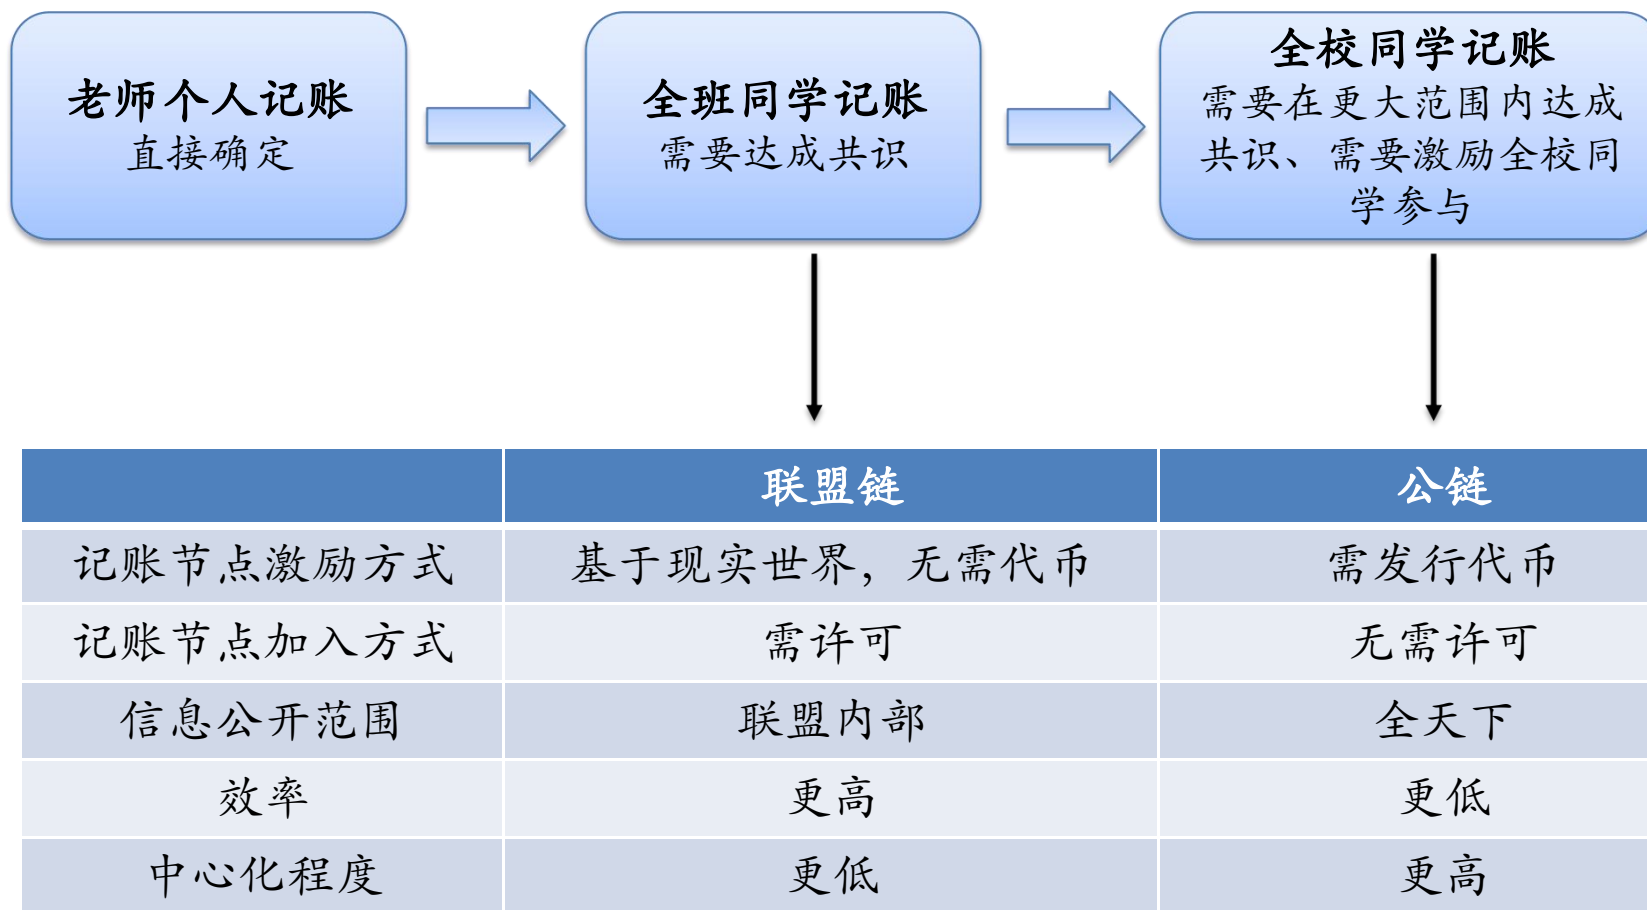 老师个人记账
直接确定
全班同学记账
需要达成共识
全校同学记账
需要在更大范围内达成
共识、需要激励全校同
学参与
联盟链 公链
记账节点激励方式 基于现实世界，无需代币 需发行代币
记账节点加入方式 需许可 无需许可
信息公开范围 联盟内部 全天下
效率 更高 更低
中心化程度 更低 更高